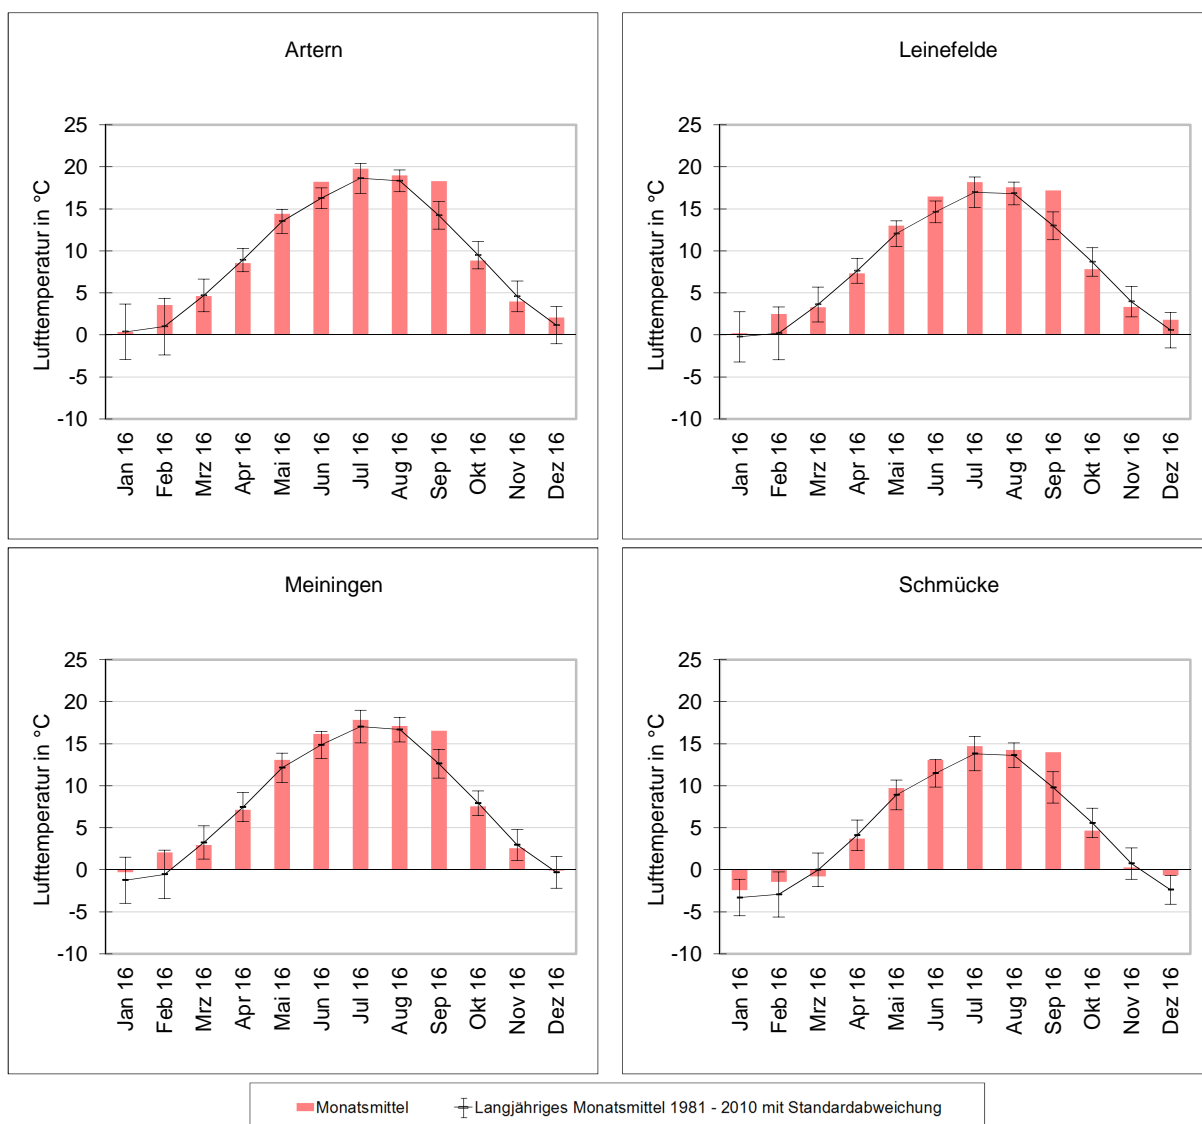 Artern
Lufttemperatur in °C
25
20
15
10
5
0
-5
-10
Jan 16
Feb 16
Mrz 16
Apr 16
Mai 16
Jun 16
Jul 16
Aug 16
Sep 16
Okt 16
Nov 16
Dez 16
Leinefelde
Lufttemperatur in °C
25
20
15
10
5
0
-5
-10
Jan 16
Feb 16
Mrz 16
Apr 16
Mai 16
Jun 16
Jul 16
Aug 16
Sep 16
Okt 16
Nov 16
Dez 16
Meiningen
Lufttemperatur in °C
25
20
15
10
5
0
-5
-10
Jan 16
Feb 16
Mrz 16
Apr 16
Mai 16
Jun 16
Jul 16
Aug 16
Sep 16
Okt 16
Nov 16
Dez 16
Schmücke
Lufttemperatur in °C
25
20
15
10
5
0
-5
-10
Jan 16
Feb 16
Mrz 16
Apr 16
Mai 16
Jun 16
Jul 16
Aug 16
Sep 16
Okt 16
Nov 16
Dez 16
Monatsmittel
Langjähriges Monatsmittel 1981 - 2010 mit Standardabweichung